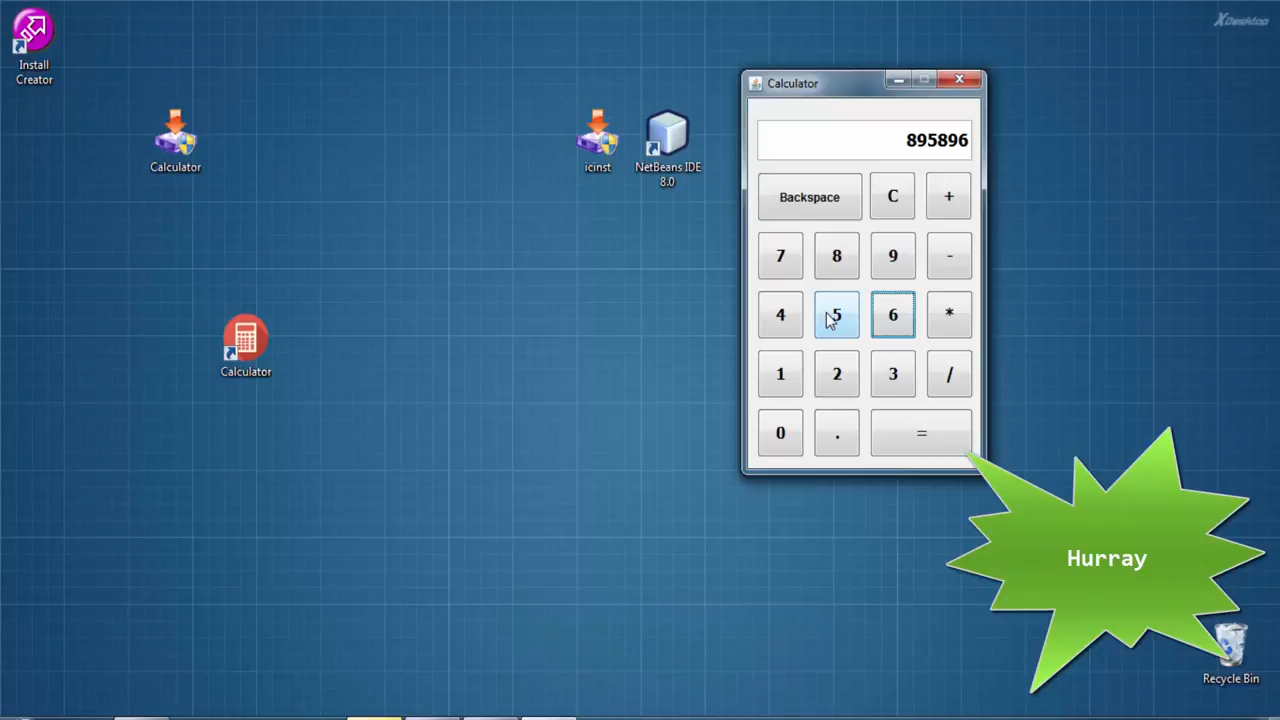 XDesktop
Install
Creator
Calculator
icinst
NetBeans IDE
8.0
Calculator
Calculator
895896
Backspace
C
+
7
8
9
-
4
5
6
*
1
2
3
/
0
.
=
Hurray
Recycle Bin